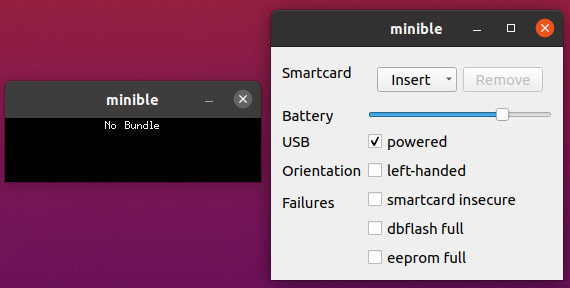 minible
No Bundle
minible
Smartcard Insert Remove
Battery
USB powered
Orientation left-handed
Failures smartcard insecure
dbflash full
eeprom full